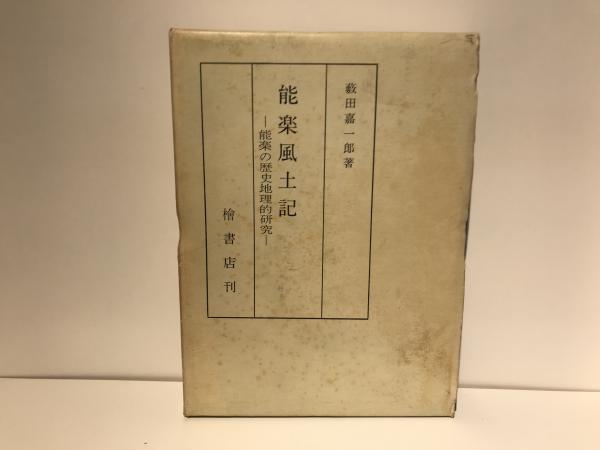 藪田嘉一郎著
能楽風土記
―能楽の歴史地理的研究―
檜書店刊